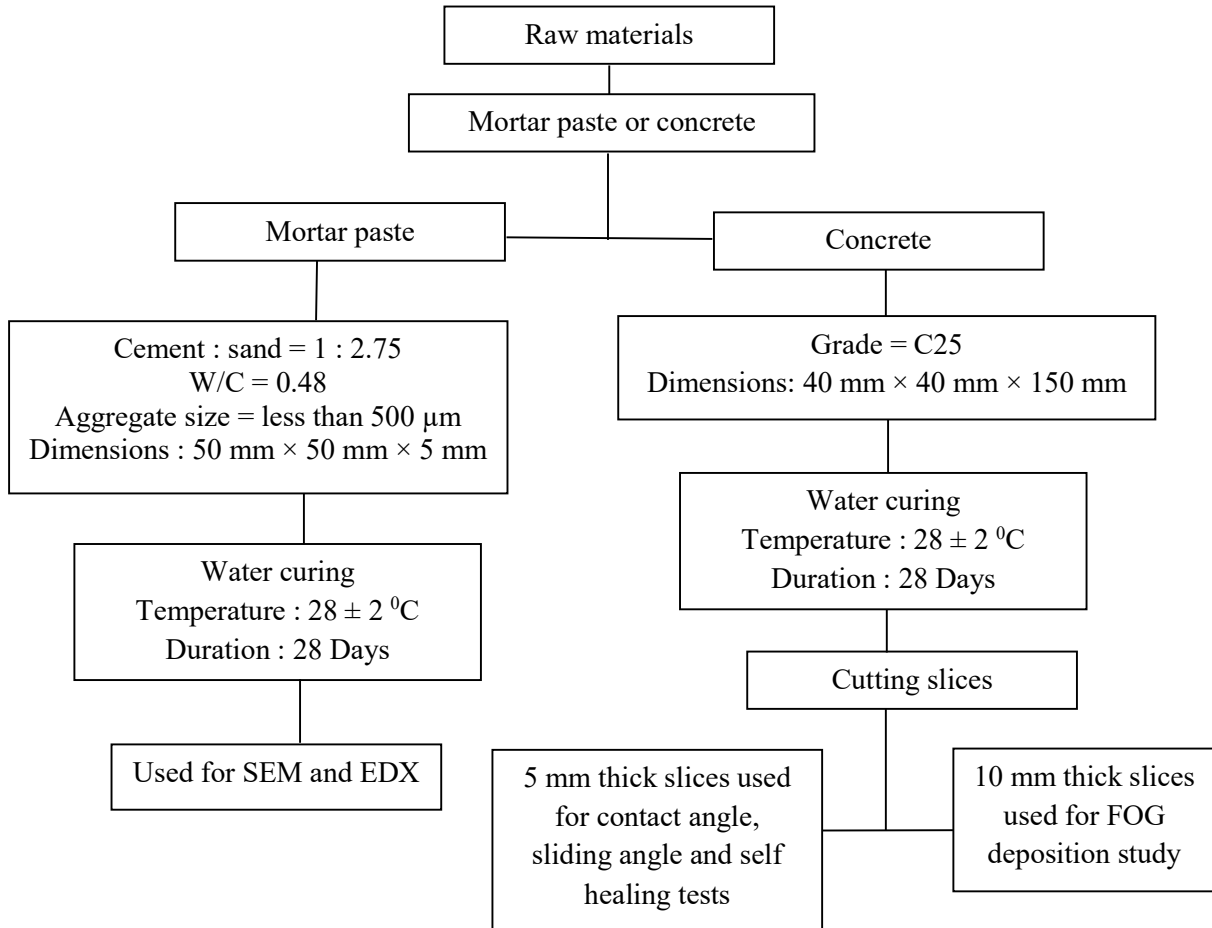 Raw materials
Mortar paste or concrete
Mortar paste
Concrete
Cement : sand = 1 : 2.75
W/C = 0.48
Aggregate size = less than 500 µm
Dimensions : 50 mm × 50 mm × 5 mm
Grade = C25
Dimensions: 40 mm × 40 mm × 150 mm
Water curing
Temperature : 28 ± 2 ⁰C
Duration : 28 Days
Water curing
Temperature : 28 ± 2 ⁰C
Duration : 28 Days
Cutting slices
Used for SEM and EDX
5 mm thick slices used
for contact angle,
sliding angle and self
healing tests
10 mm thick slices
used for FOG
deposition study